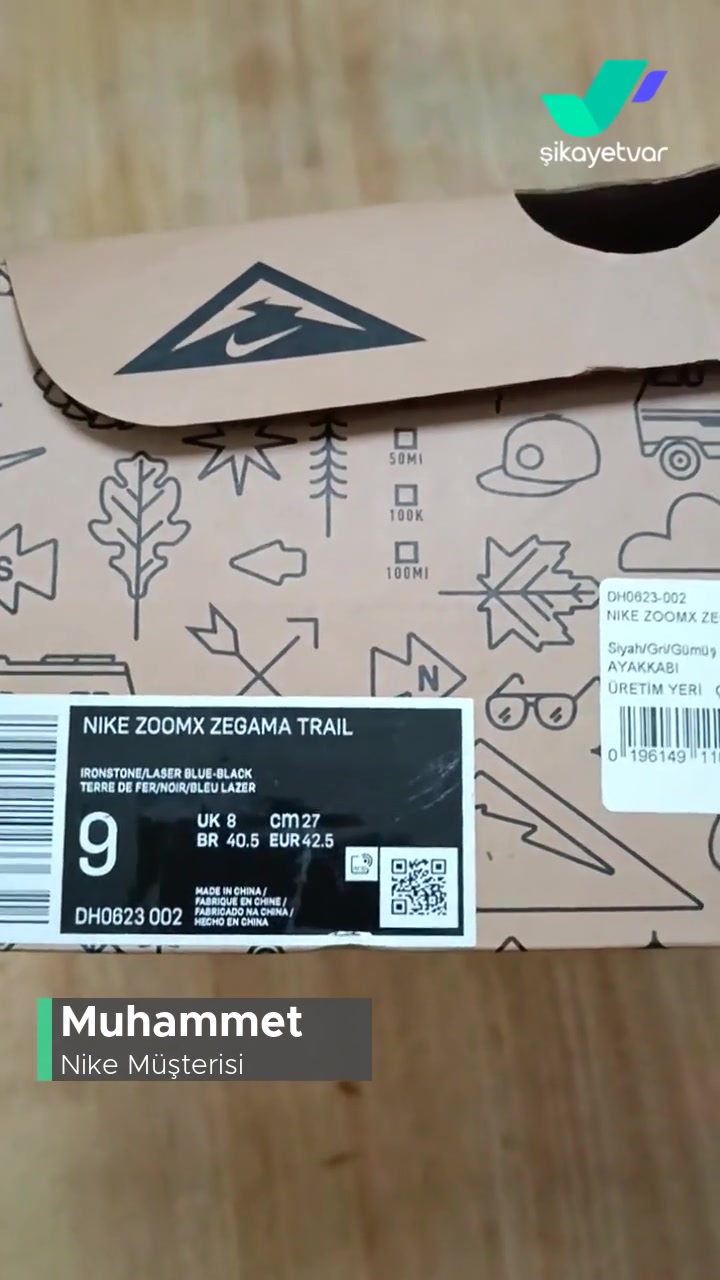 şikayetvar
50MI
100K
100MI
S
N
DH0623-002
NIKE ZOOMX
Siyah/Gri/Gümüş
AYAKKABI
ÜRETİM YERİ
0 196149
NIKE ZOOMX ZEGAMA TRAIL
IRONSTONE/LASER BLUE-BLACK
TERRE DE FER/NOIR/BLEU LAZER
9
UK 8 cm 27
BR 40.5 EUR 42.5
MADE IN CHINA /
FABRIQUE EN CHINE /
FABRICADO NA CHINA /
HECHO EN CHINA
DH0623 002
Muhammet
Nike Müşterisi